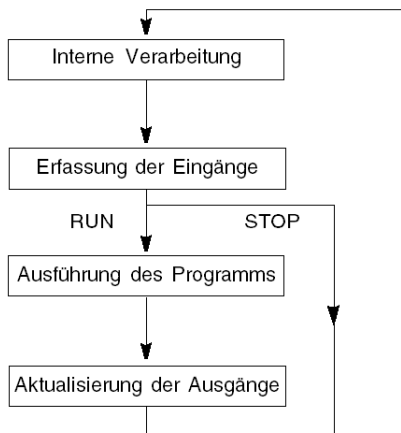 Interne Verarbeitung
Erfassung der Eingänge
RUN STOP
Ausführung des Programms
Aktualisierung der Ausgänge